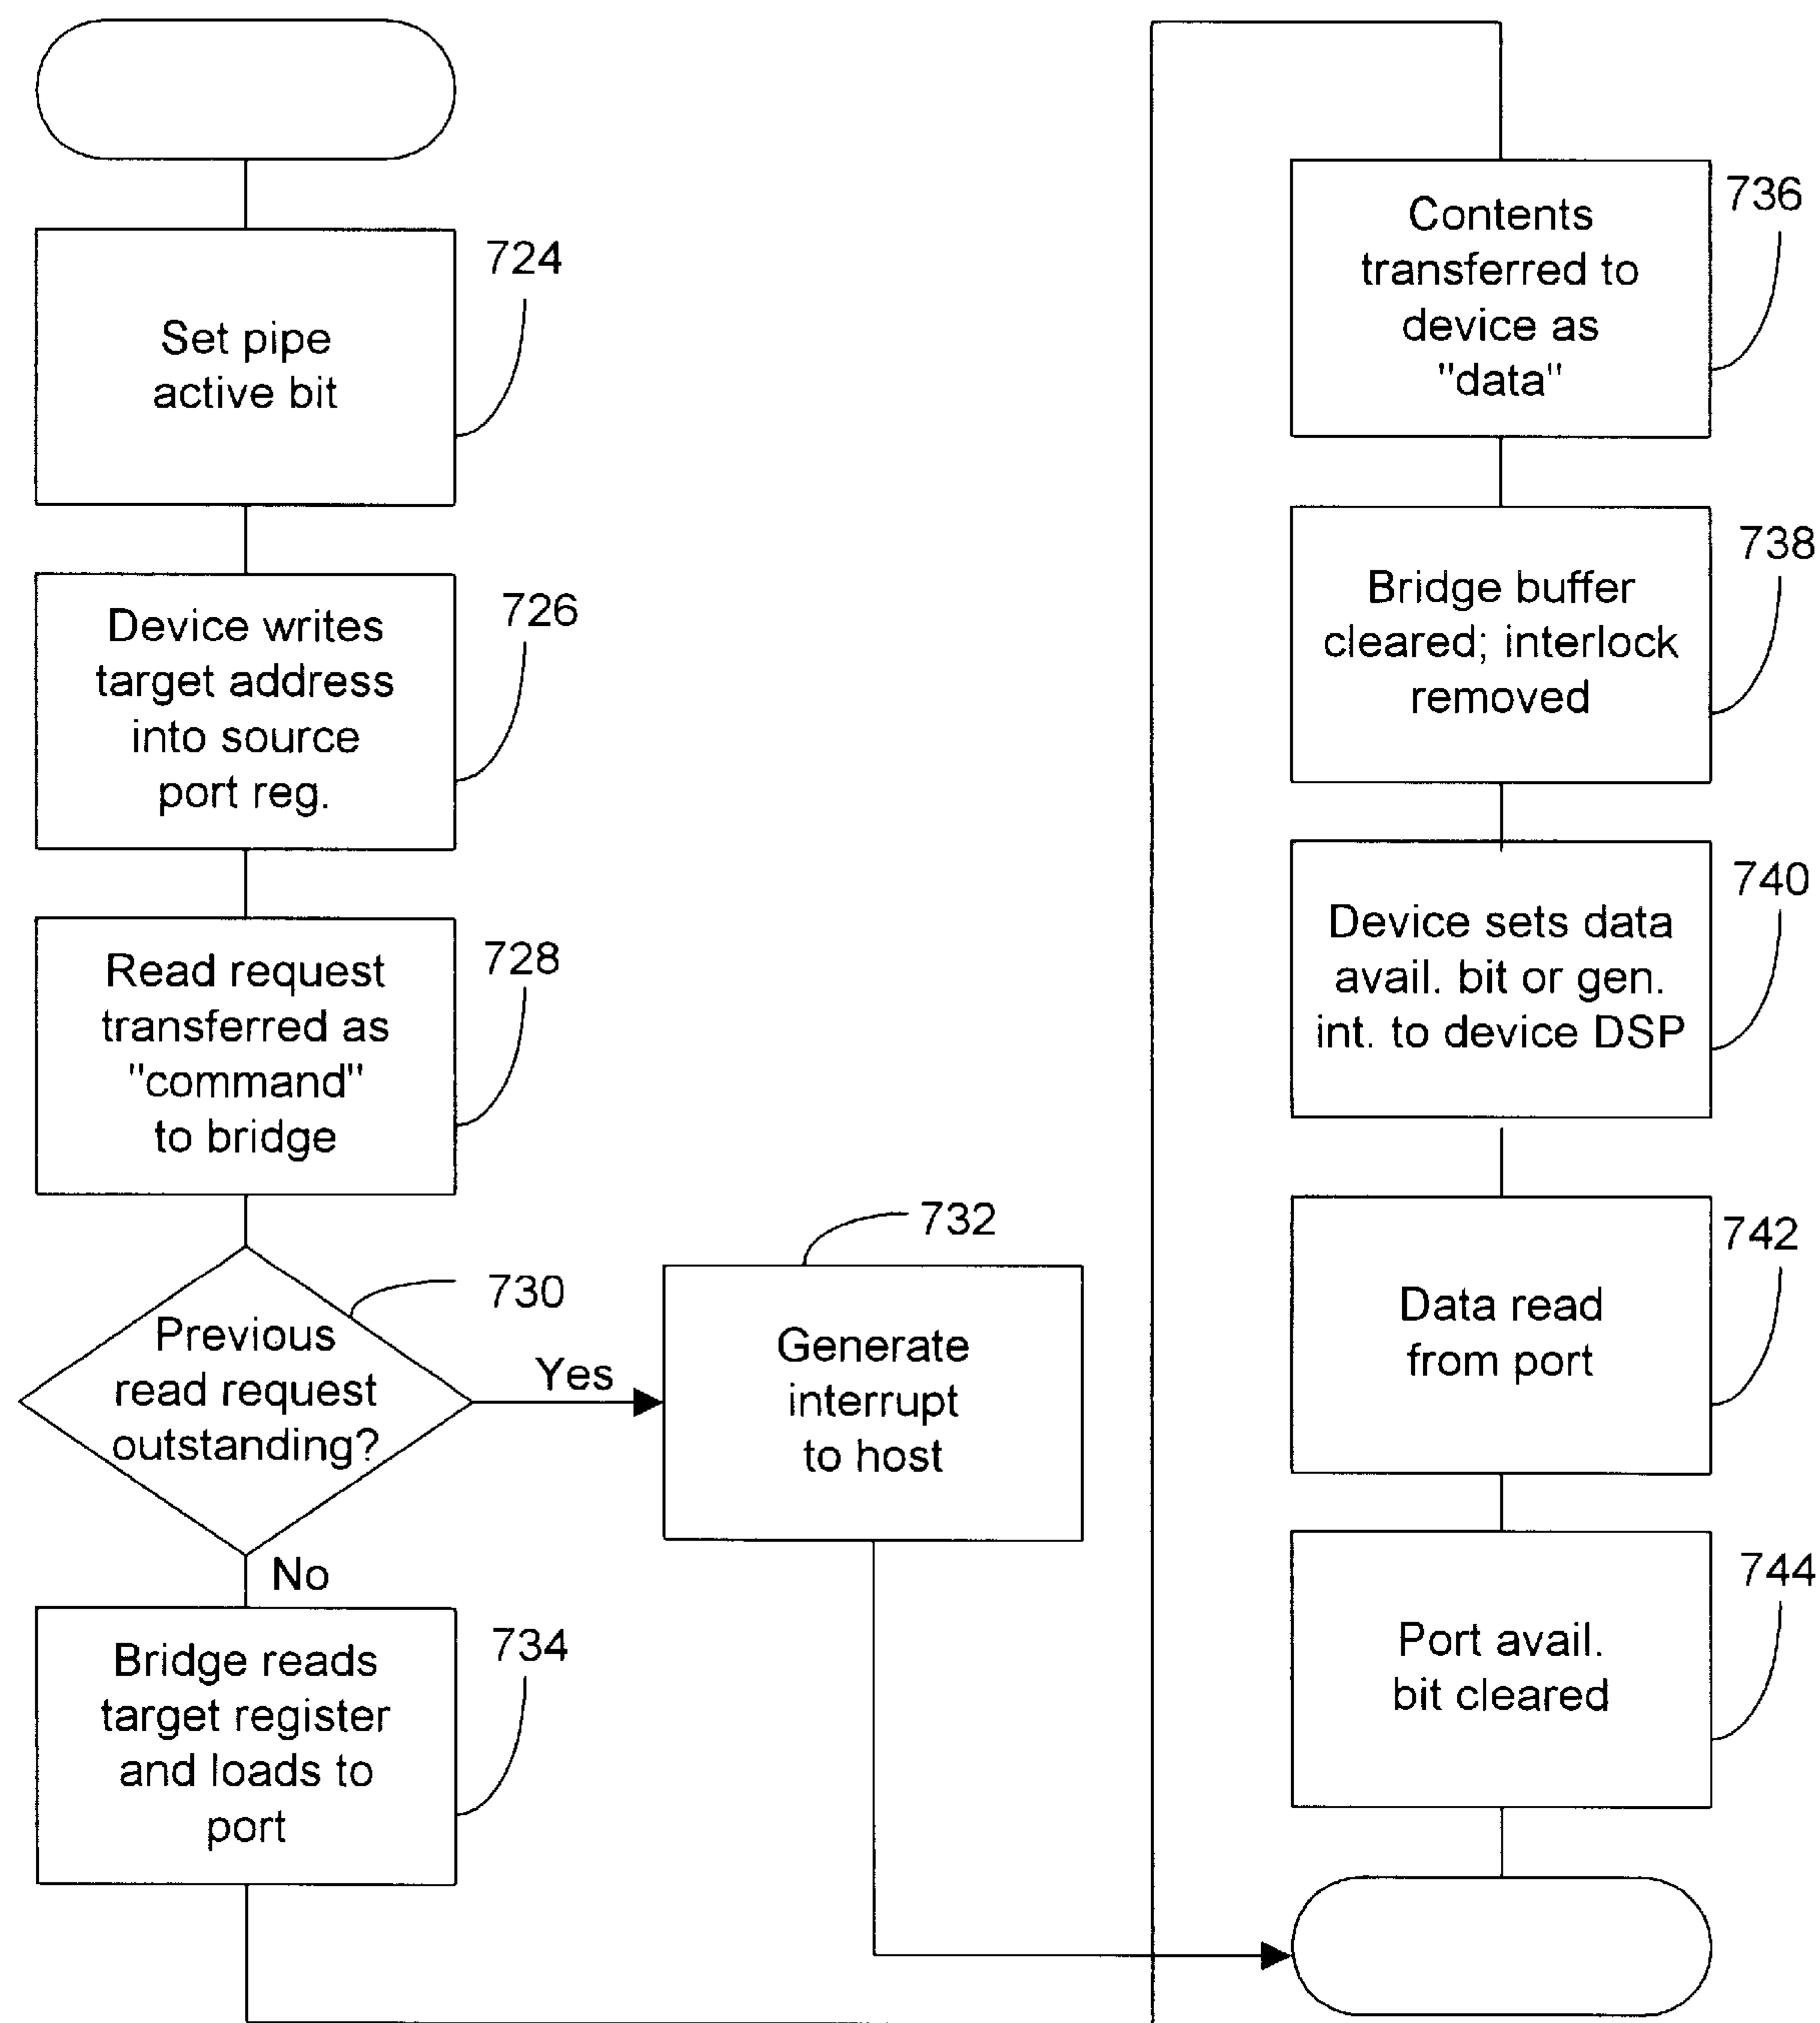 724
Set pipe
active bit
726
Device writes
target address
into source
port reg.
728
Read request
transferred as
"command"
to bridge
730
Previous
read request
outstanding?
Yes
732
Generate
interrupt
to host
No
734
Bridge reads
target register
and loads to
port
736
Contents
transferred to
device as
"data"
738
Bridge buffer
cleared; interlock
removed
740
Device sets data
avail. bit or gen.
int. to device DSP
742
Data read
from port
744
Port avail.
bit cleared